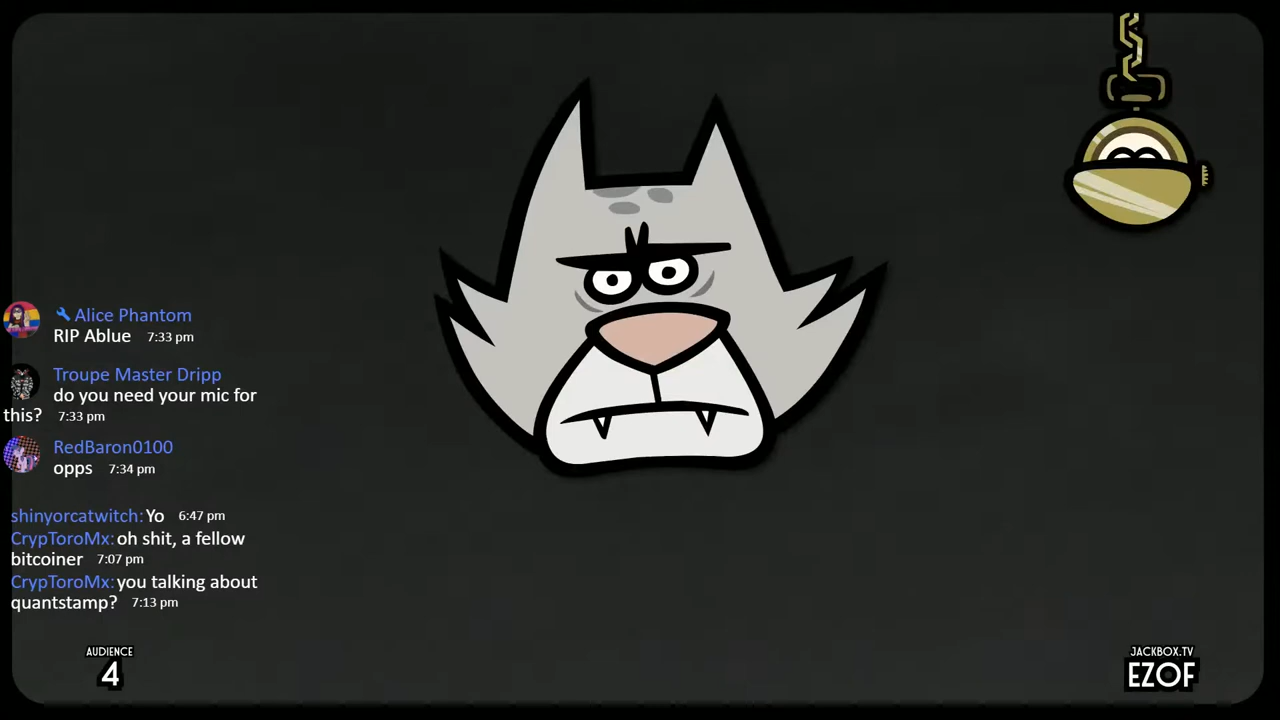 Alice Phantom
RIP Ablue 7:33 pm
Troupe Master Dripp
do you need your mic for
this? 7:33 pm
RedBaron0100
opps 7:34 pm
shinyorcatwitch: Yo 6:47 pm
CrypToroMx: oh shit, a fellow
bitcoiner 7:07 pm
CrypToroMx: you talking about
quantstamp? 7:13 pm
AUDIENCE
4
JACKBOX.TV
EZOF